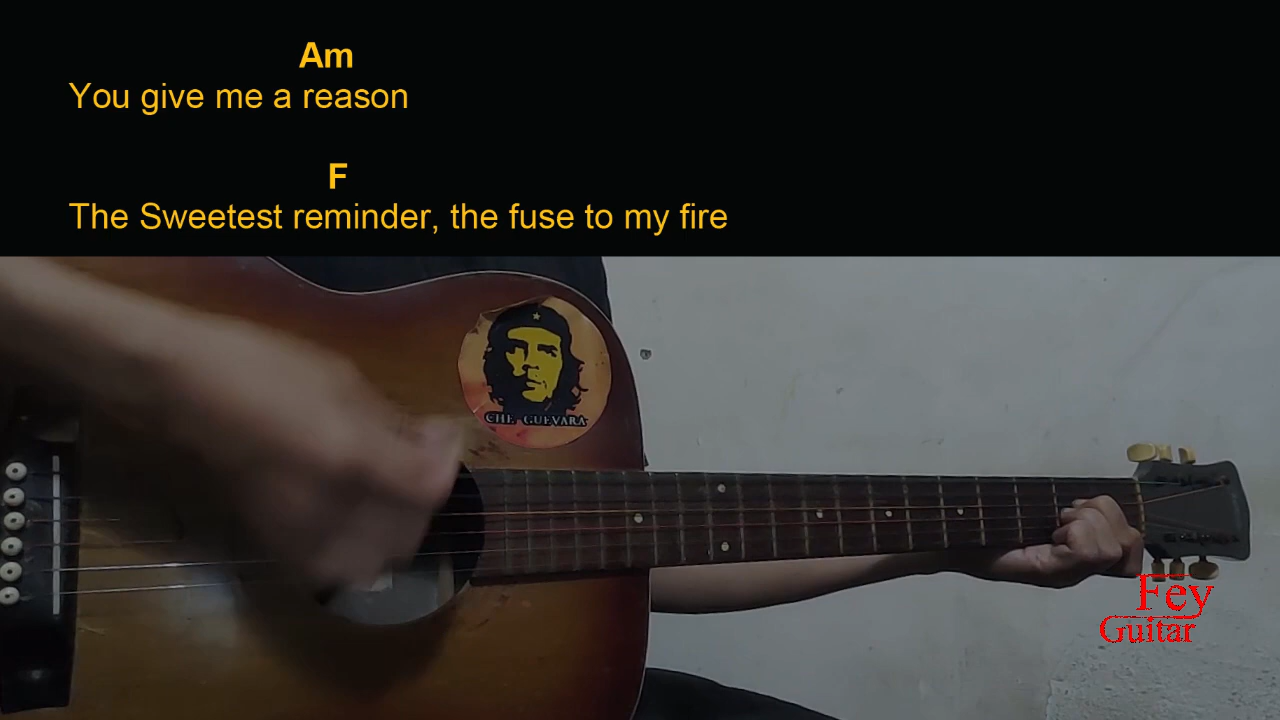 Am
You give me a reason
F
The Sweetest reminder, the fuse to my fire
CHE GUEVARA
Fey
Guitar